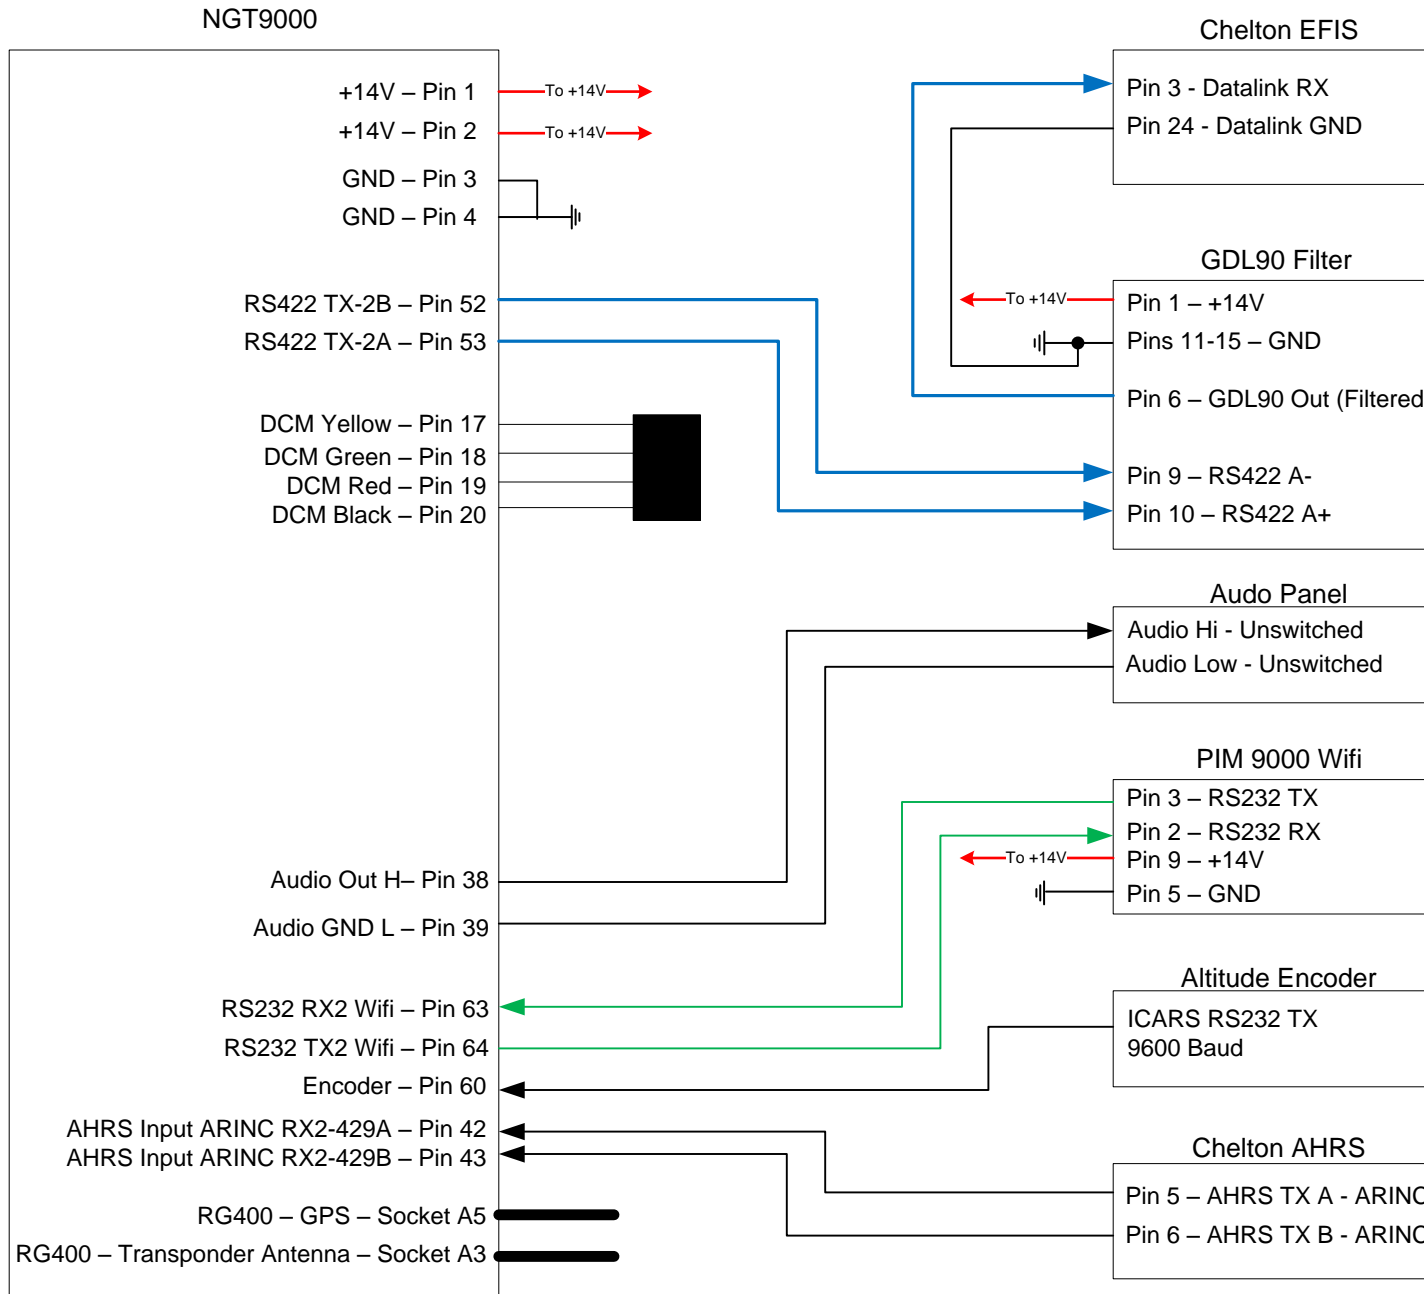 NGT9000
+14V – Pin 1
To +14V
+14V – Pin 2
To +14V
GND – Pin 3
GND – Pin 4
RS422 TX-2B – Pin 52
RS422 TX-2A – Pin 53
DCM Yellow – Pin 17
DCM Green – Pin 18
DCM Red – Pin 19
DCM Black – Pin 20
Audio Out H– Pin 38
Audio GND L – Pin 39
RS232 RX2 Wifi – Pin 63
RS232 TX2 Wifi – Pin 64
Encoder – Pin 60
AHRS Input ARINC RX2-429A – Pin 42
AHRS Input ARINC RX2-429B – Pin 43
RG400 – GPS – Socket A5
RG400 – Transponder Antenna – Socket A3
Chelton EFIS
Pin 3 - Datalink RX
Pin 24 - Datalink GND
GDL90 Filter
To +14V
Pin 1 – +14V
Pins 11-15 – GND
Pin 6 – GDL90 Out (Filtered
Pin 9 – RS422 A-
Pin 10 – RS422 A+
Audo Panel
Audio Hi - Unswitched
Audio Low - Unswitched
PIM 9000 Wifi
Pin 3 – RS232 TX
Pin 2 – RS232 RX
To +14V
Pin 9 – +14V
Pin 5 – GND
Altitude Encoder
ICARS RS232 TX
9600 Baud
Chelton AHRS
Pin 5 – AHRS TX A - ARINC
Pin 6 – AHRS TX B - ARINC